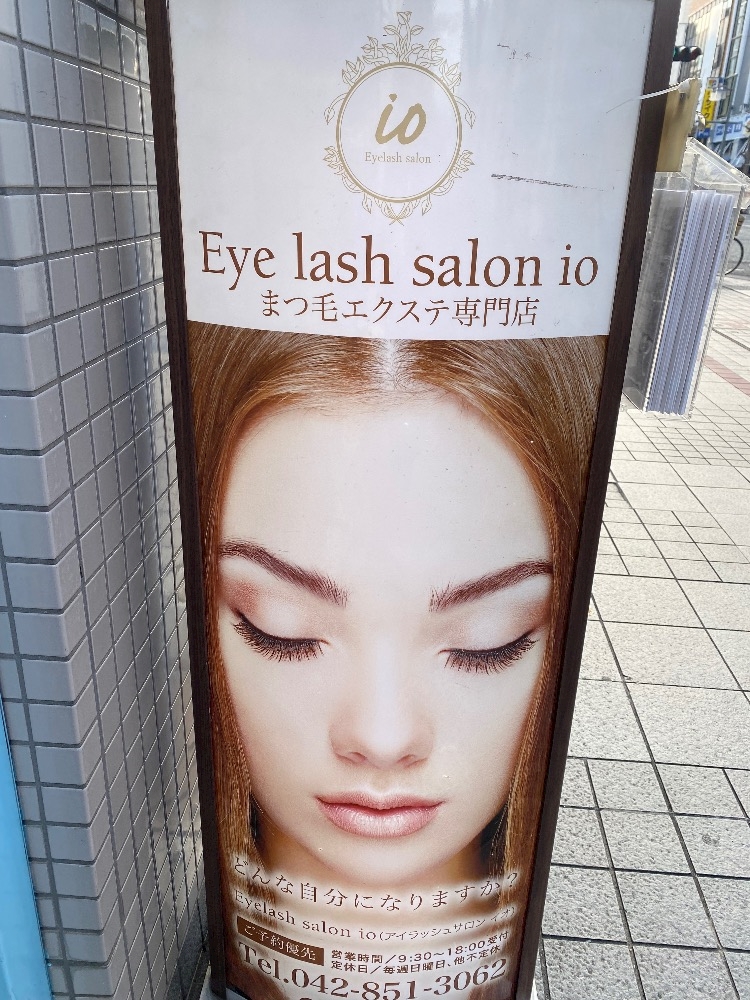 io
Eyelash salon
Eye lash salon io
まつ毛エクステ専門店
どんな自分になりますか?
Eyelash salon io(アイラッシュサロン イオ)
ご予約優先
営業時間/9:30~18:00受付
定休日/毎週日曜日、他不定休
Tel.042-851-3062